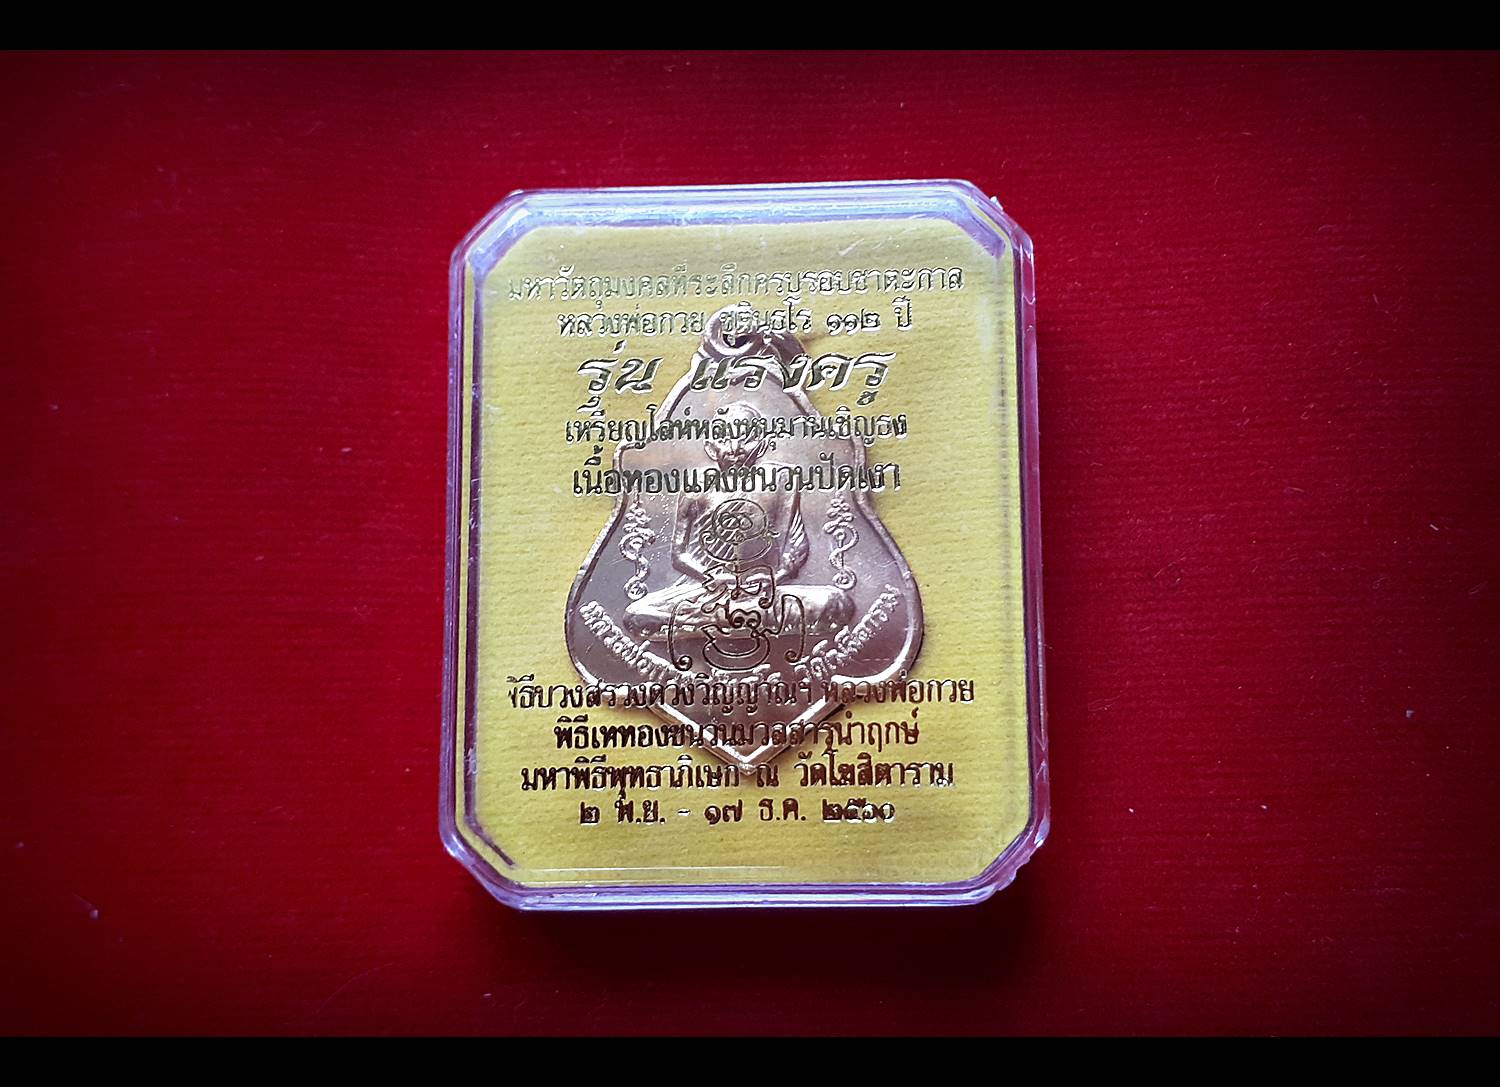 มหาวัตถุมงคลที่ระลึกครบรอบชาตะกาล
หลวงพ่อกวย ชุตินฺธโร ๑๑๒ ปี
รุ่น แรงครู
เหรียญโล่ห์หลังหนุมานเชิญธง
เนื้อทองแดงชนวนปัดเงา
พิธีบวงสรวงดวงวิญญาณฯ หลวงพ่อกวย
พิธีเททองชนวนมวลสารนำฤกษ์
มหาพิธีพุทธาภิเษก ณ วัดโฆสิตาราม
๒ พ.ย. - ๑๗ ธ.ค. ๒๕๖๐